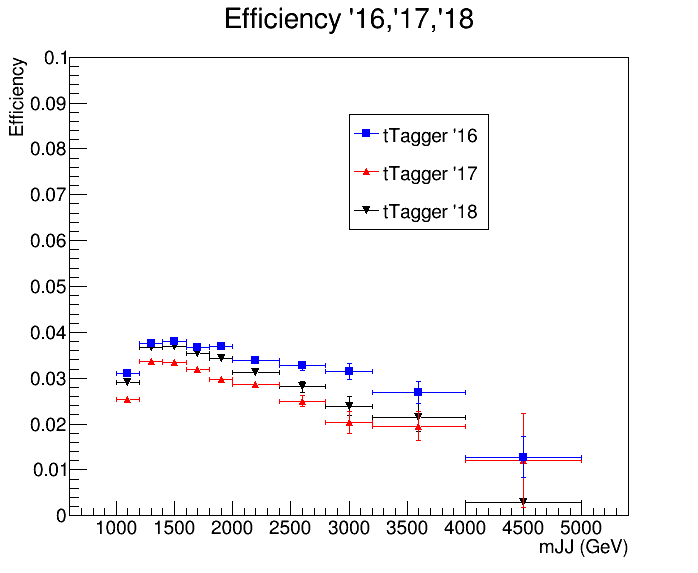 Efficiency '16,'17,'18
Efficiency
0.1
0.09
0.08
0.07
0.06
0.05
0.04
0.03
0.02
0.01
0
tTagger '16
tTagger '17
tTagger '18
1000 1500 2000 2500 3000 3500 4000 4500 5000
mJJ (GeV)